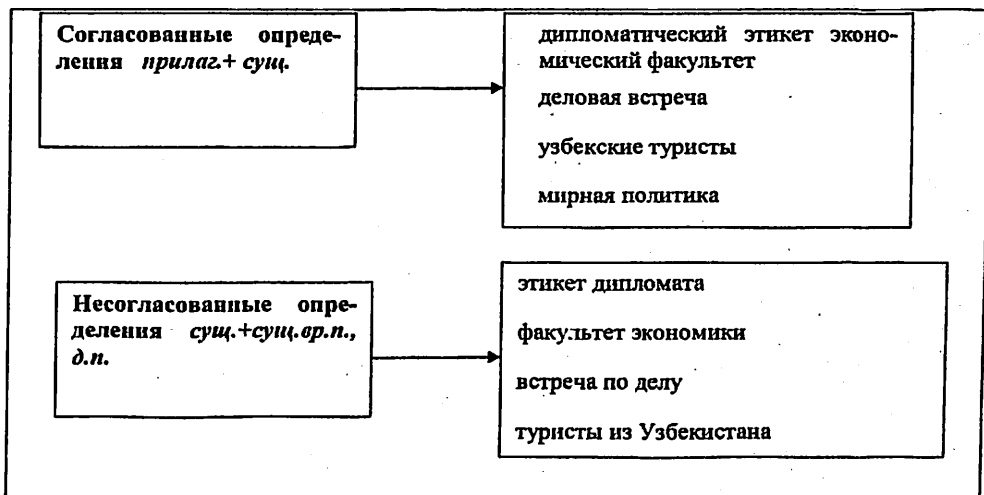 Согласованные опреде-
ления прилаг.+ сущ.
дипломатический этикет эконо-
мический факультет
деловая встреча
узбекские туристы
мирная политика
Несогласованные опре-
деления сущ.+сущ.вр.п.,
д.п.
этикет дипломата
факультет экономики
встреча по делу
туристы из Узбекистана